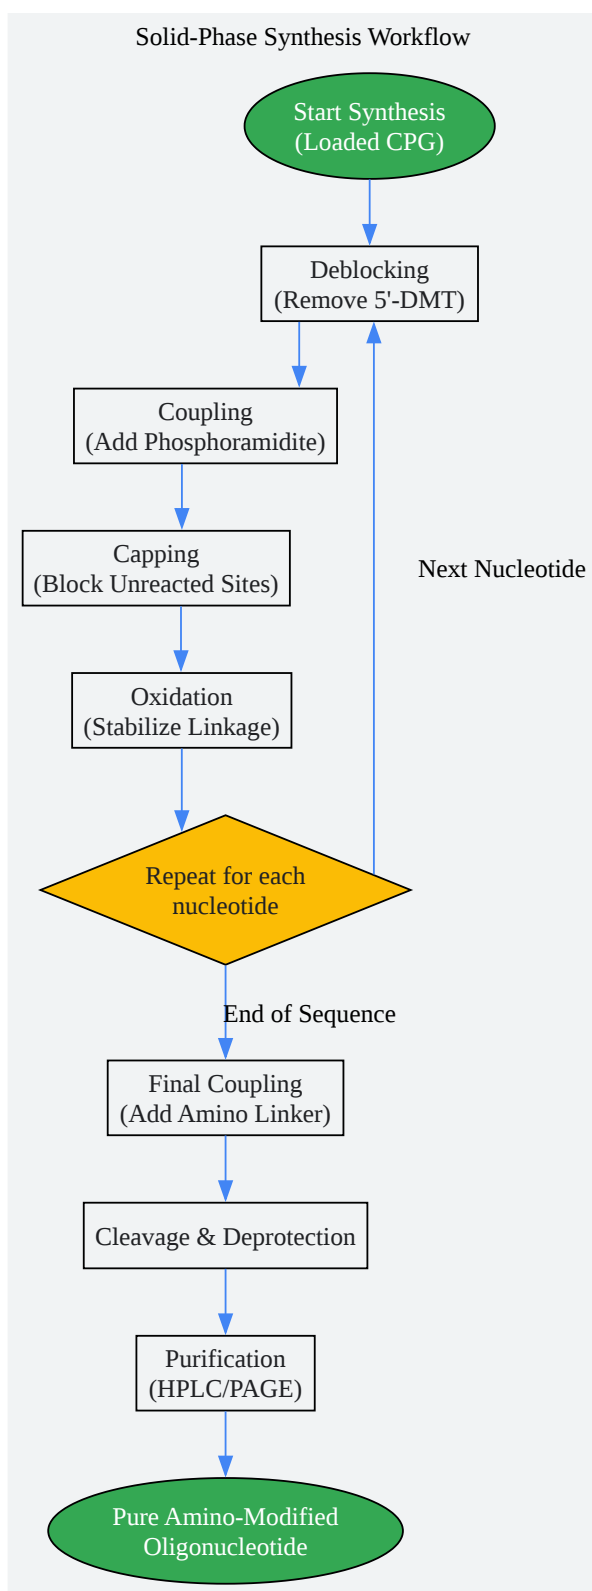 Solid-Phase Synthesis Workflow
Start Synthesis
(Loaded CPG)
Deblocking
(Remove 5'-DMT)
Coupling
(Add Phosphoramidite)
Capping
(Block Unreacted Sites)
Next Nucleotide
Oxidation
(Stabilize Linkage)
Repeat for each
nucleotide
End of Sequence
Final Coupling
(Add Amino Linker)
Cleavage & Deprotection
Purification
(HPLC/PAGE)
Pure Amino-Modified
Oligonucleotide